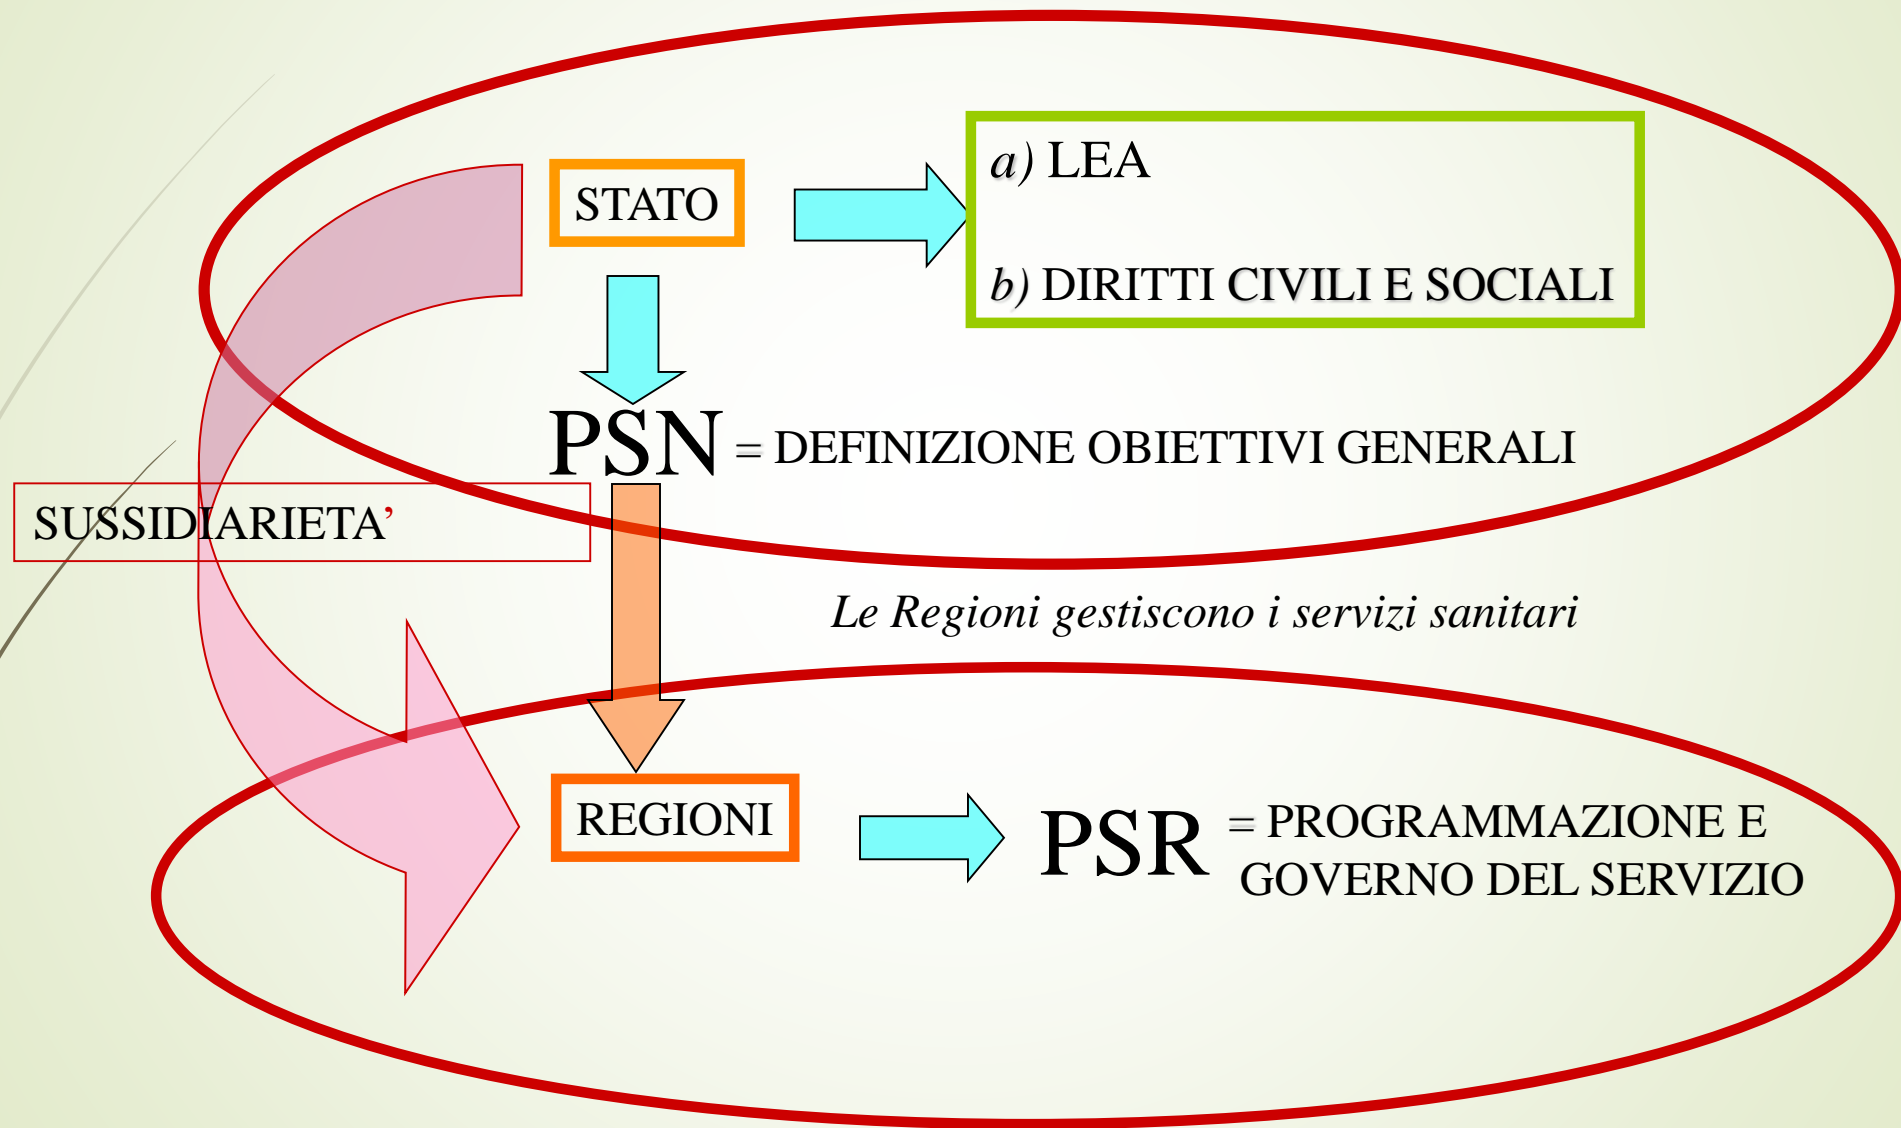 a) LEA
STATO
b) DIRITTI CIVILI E SOCIALI
PSN = DEFINIZIONE OBIETTIVI GENERALI
SUSSIDIARIETA’
Le Regioni gestiscono i servizi sanitari
REGIONI
PSR = PROGRAMMAZIONE E
GOVERNO DEL SERVIZIO